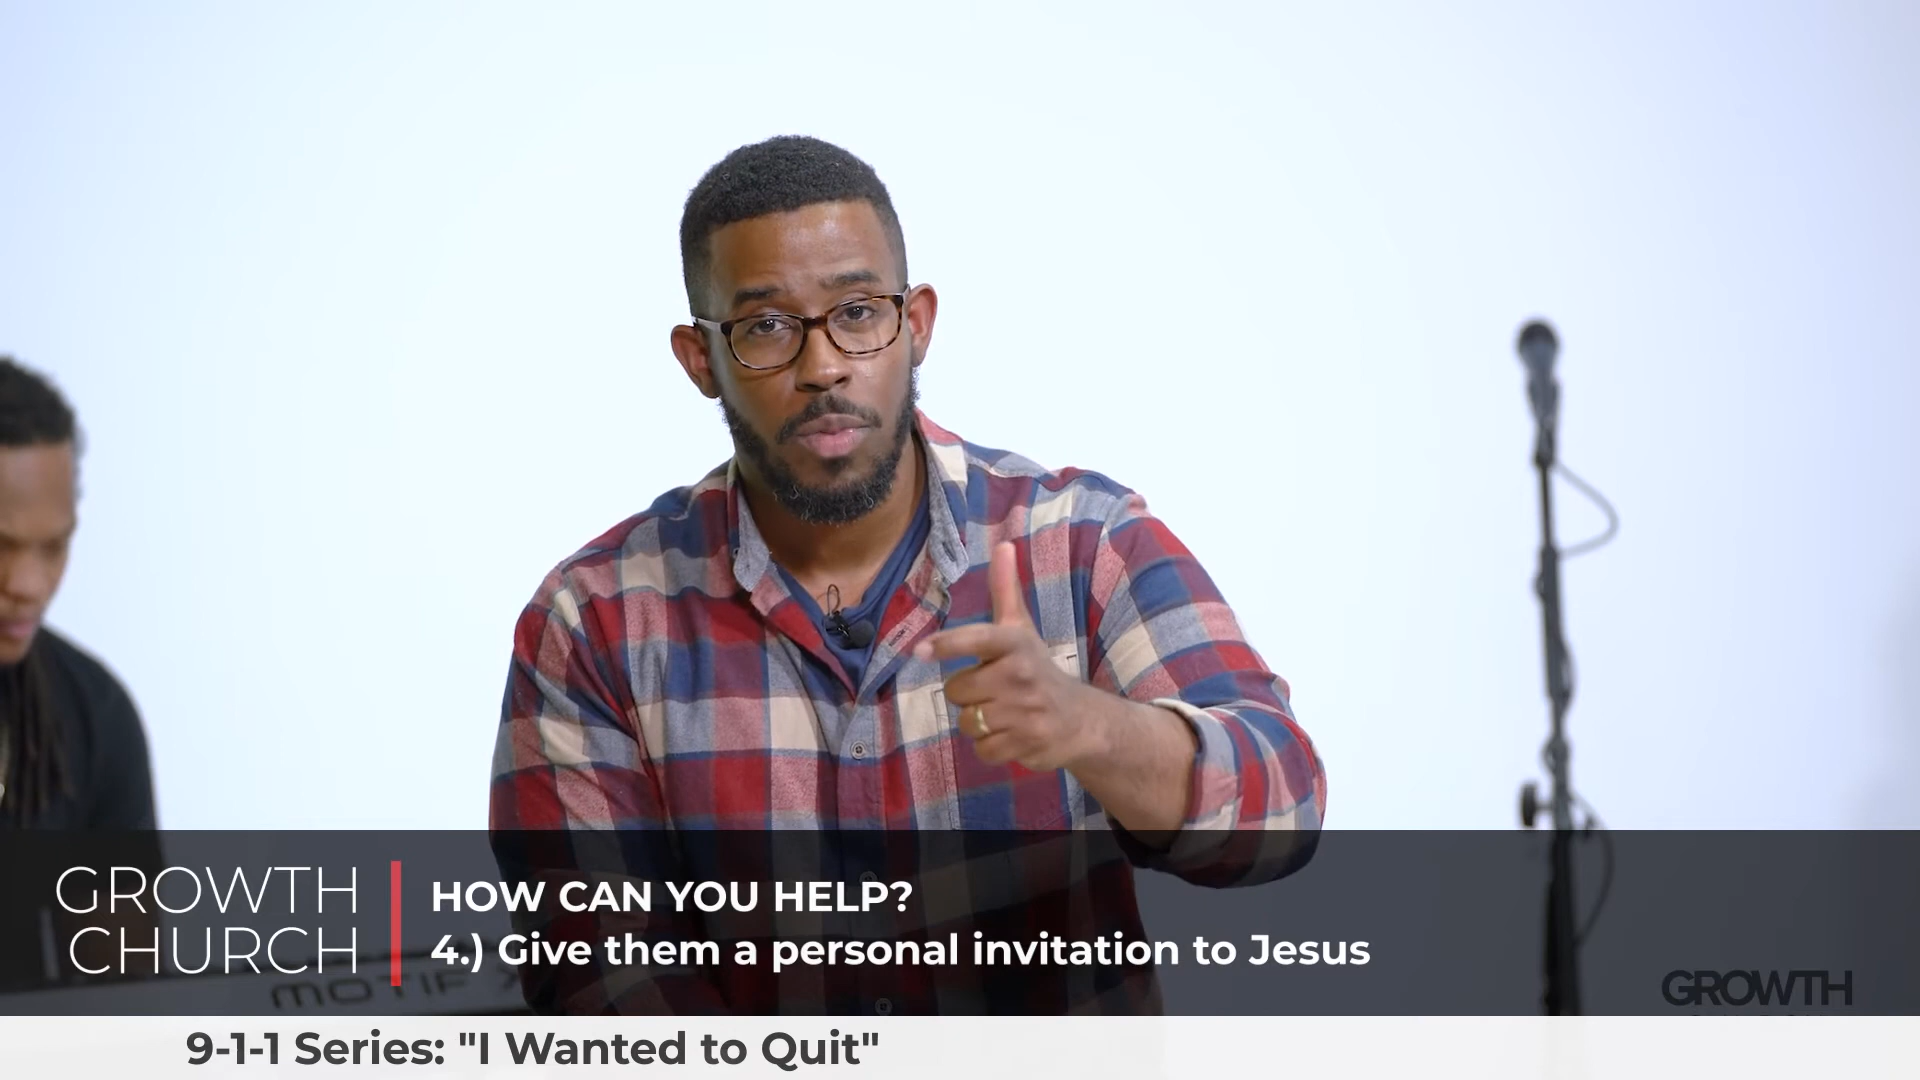 GROWTH
CHURCH
HOW CAN YOU HELP?
4.) Give them a personal invitation to Jesus
MOTIF
GROWTH
9-1-1 Series: "I Wanted to Quit"